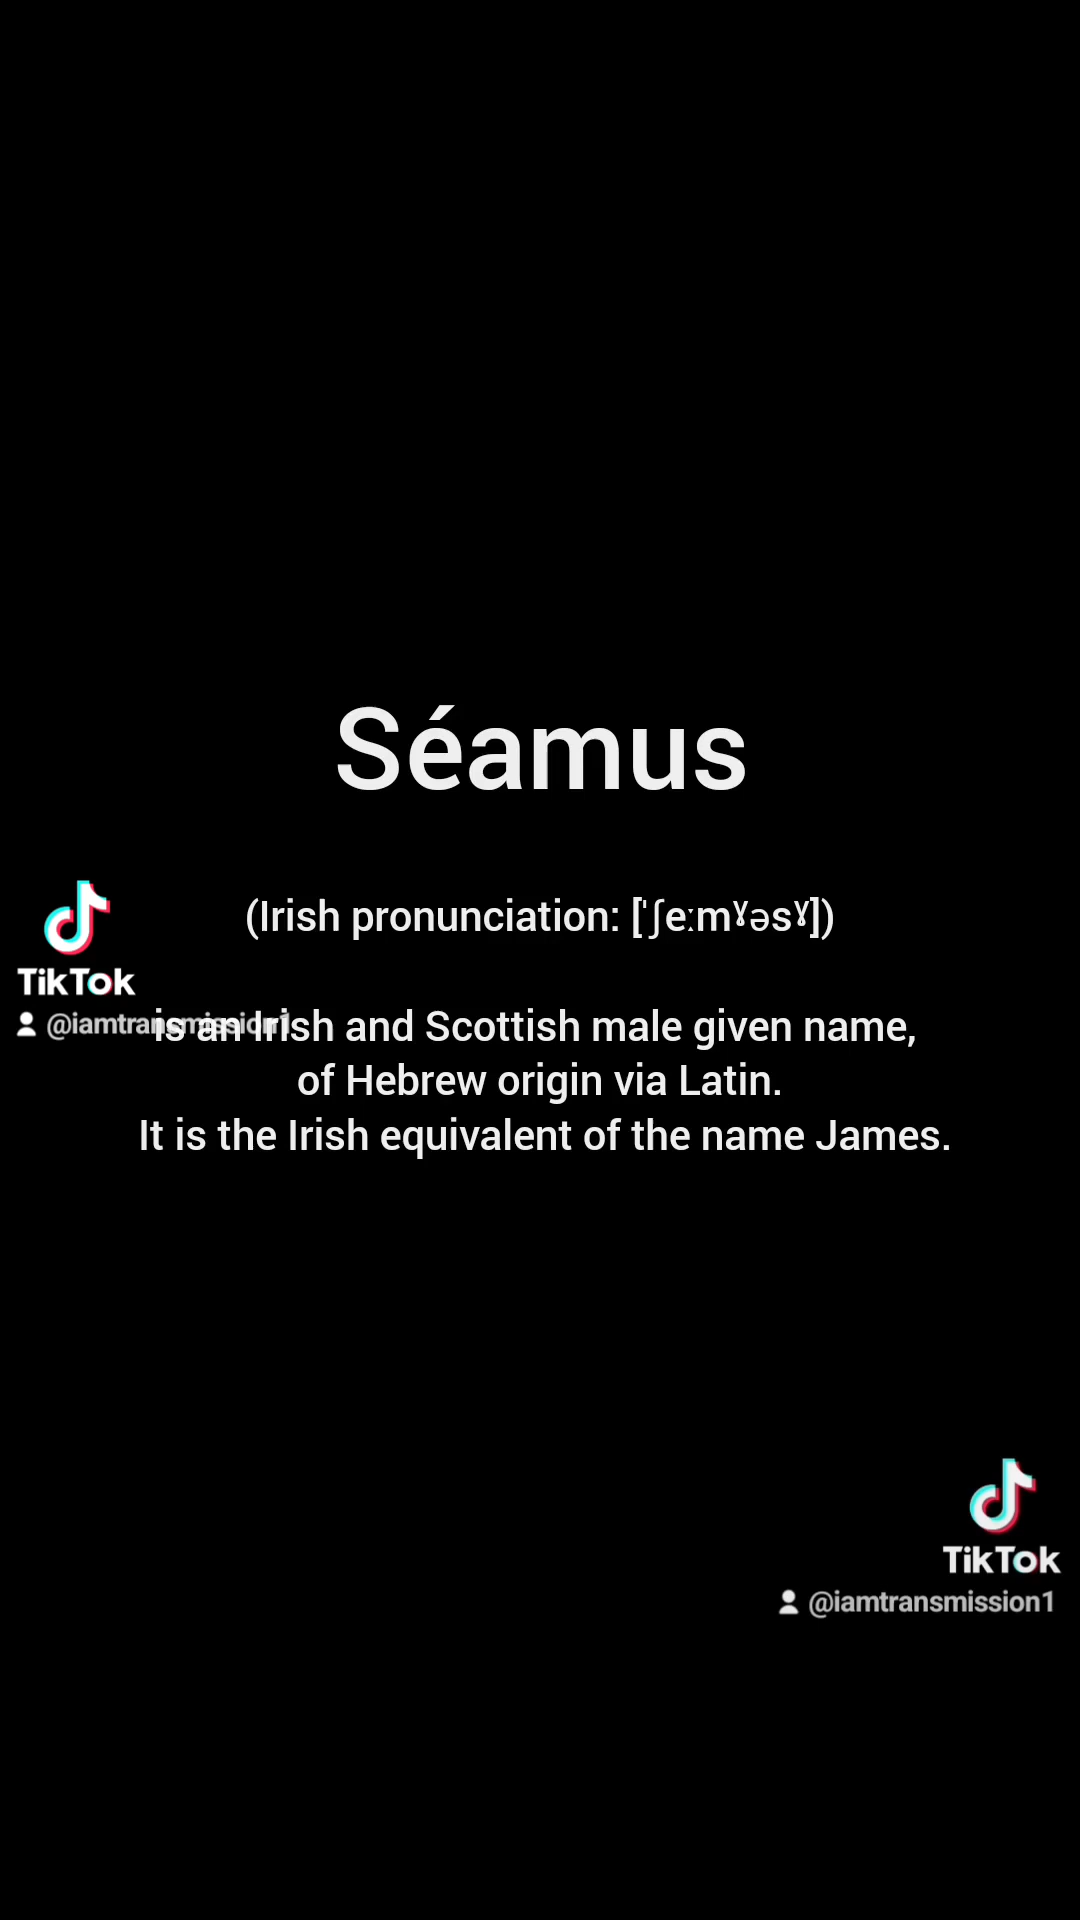 Séamus
(Irish pronunciation: [ˈʃeːmˠəsˠ])
TikTok
@iamtransmission1
is an Irish and Scottish male given name,
of Hebrew origin via Latin.
It is the Irish equivalent of the name James.
TikTok
@iamtransmission1